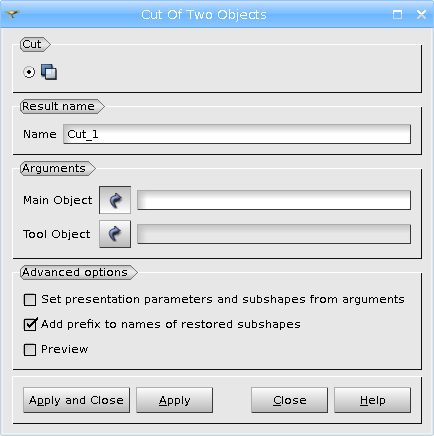 Cut Of Two Objects
Cut
Result name
Name Cut_1
Arguments
Main Object
Tool Object
Advanced options
Set presentation parameters and subshapes from arguments
Add prefix to names of restored subshapes
Preview
Apply and Close Apply Close Help